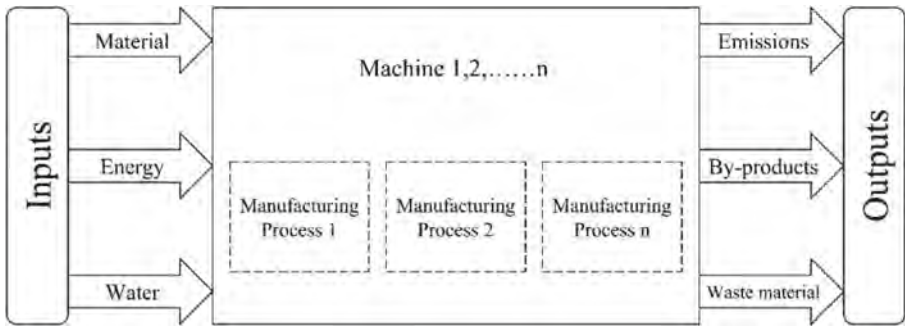 Inputs
Material
Energy
Water
Machine 1,2,......n
Manufacturing
Process 1
Manufacturing
Process 2
Manufacturing
Process n
Emissions
By-products
Waste material
Outputs